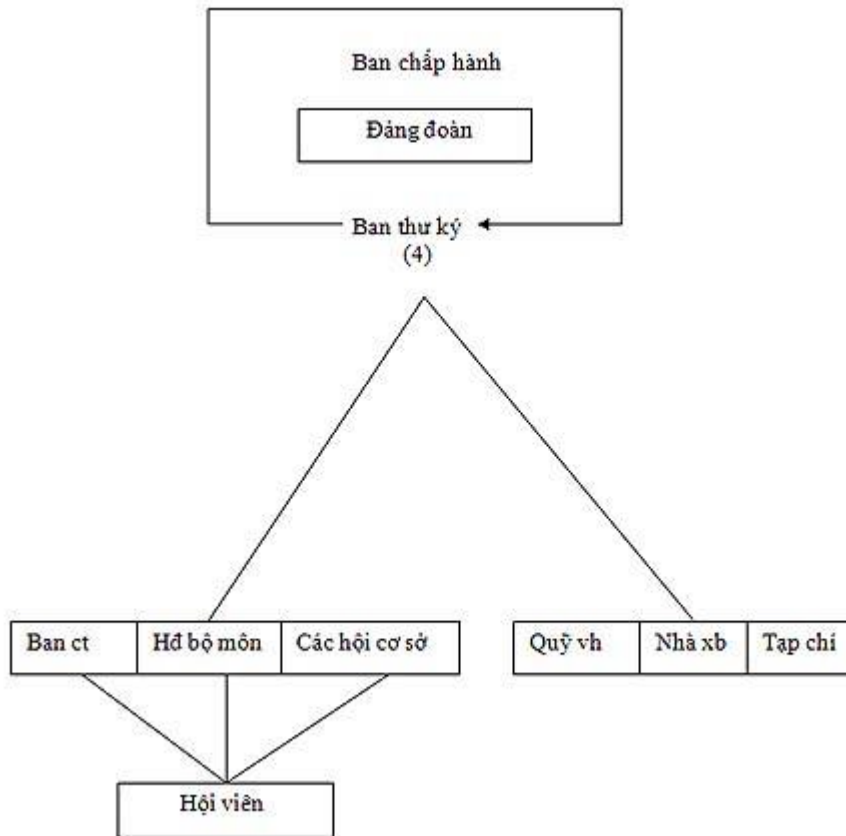 Ban chấp hành
Đảng đoàn
Ban thư ký
(4)
Ban ct
Hđ bộ môn
Các hội cơ sở
Quỹ vh
Nhà xb
Tạp chí
Hội viên